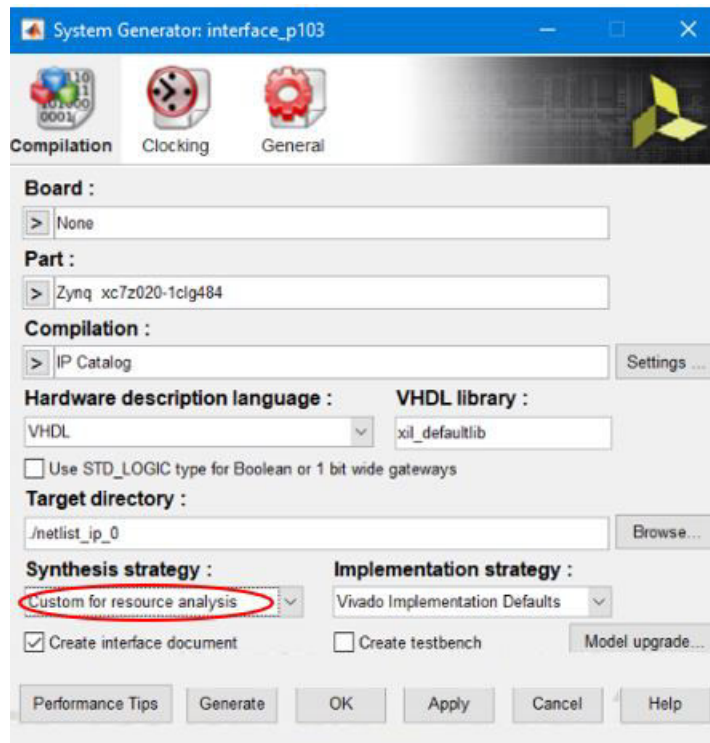 System Generator: interface_p103
Compilation Clocking General
Board :
> None
Part :
> Zynq xc7z020-1clg484
Compilation :
> IP Catalog Settings ...
Hardware description language : VHDL library :
VHDL xil_defaultlib
Use STD_LOGIC type for Boolean or 1 bit wide gateways
Target directory :
./netlist_ip_0 Browse...
Synthesis strategy : Implementation strategy :
Custom for resource analysis Vivado Implementation Defaults
Create interface document Create testbench Model upgrade...
Performance Tips Generate OK Apply Cancel Help